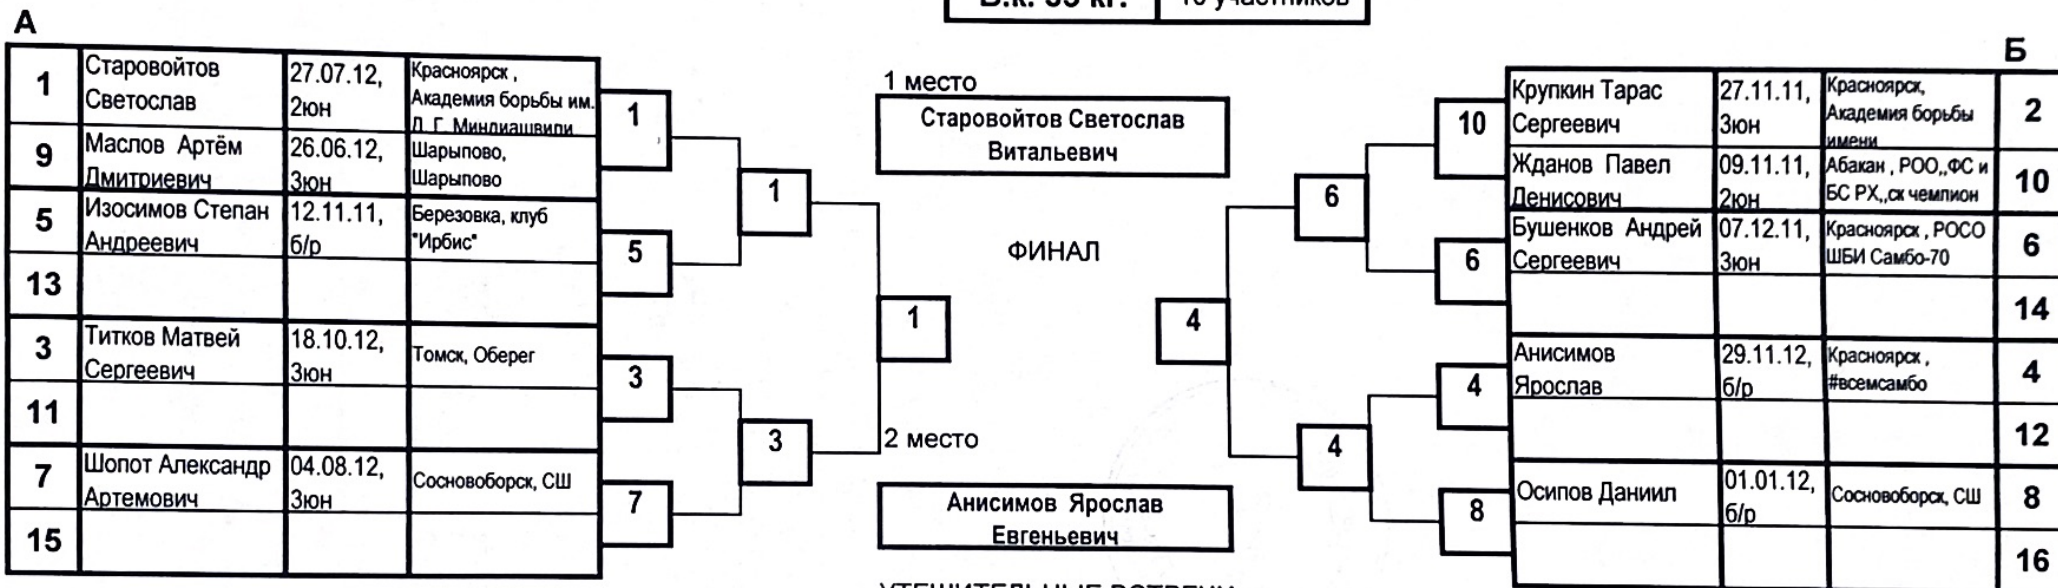 А
В.к. 35 кг.
10 участников
Б
1
Старовойтов
Светослав
27.07.12,
2юн
Красноярск ,
Академия борьбы им.
Д. Г. Миндиашвили
9
Маслов Артём
Дмитриевич
26.06.12,
3юн
Шарыпово,
Шарыпово
5
Изосимов Степан
Андреевич
12.11.11,
б/р
Березовка, клуб
"Ирбис"
13
3
Титков Матвей
Сергеевич
18.10.12,
3юн
Томск, Оберег
11
7
Шопот Александр
Артемович
04.08.12,
3юн
Сосновоборск, СШ
15
1
5
3
7
1
3
1
1 место
Старовойтов Светослав
Витальевич
ФИНАЛ
2 место
Анисимов Ярослав
Евгеньевич
4
6
4
10
6
4
8
Крупкин Тарас
Сергеевич
27.11.11,
3юн
Красноярск,
Академия борьбы
имени
2
Жданов Павел
Денисович
09.11.11,
2юн
Абакан , РОО,,ФС и
БС РХ,,ск чемпион
10
Бушенков Андрей
Сергеевич
07.12.11,
3юн
Красноярск , РОСО
ШБИ Самбо-70
6
14
Анисимов
Ярослав
29.11.12,
б/р
Красноярск ,
#всемсамбо
4
12
Осипов Даниил
01.01.12,
б/р
Сосновоборск, СШ
8
16
УТЕШИТЕЛЬНЫЕ ВСТРЕЧИ